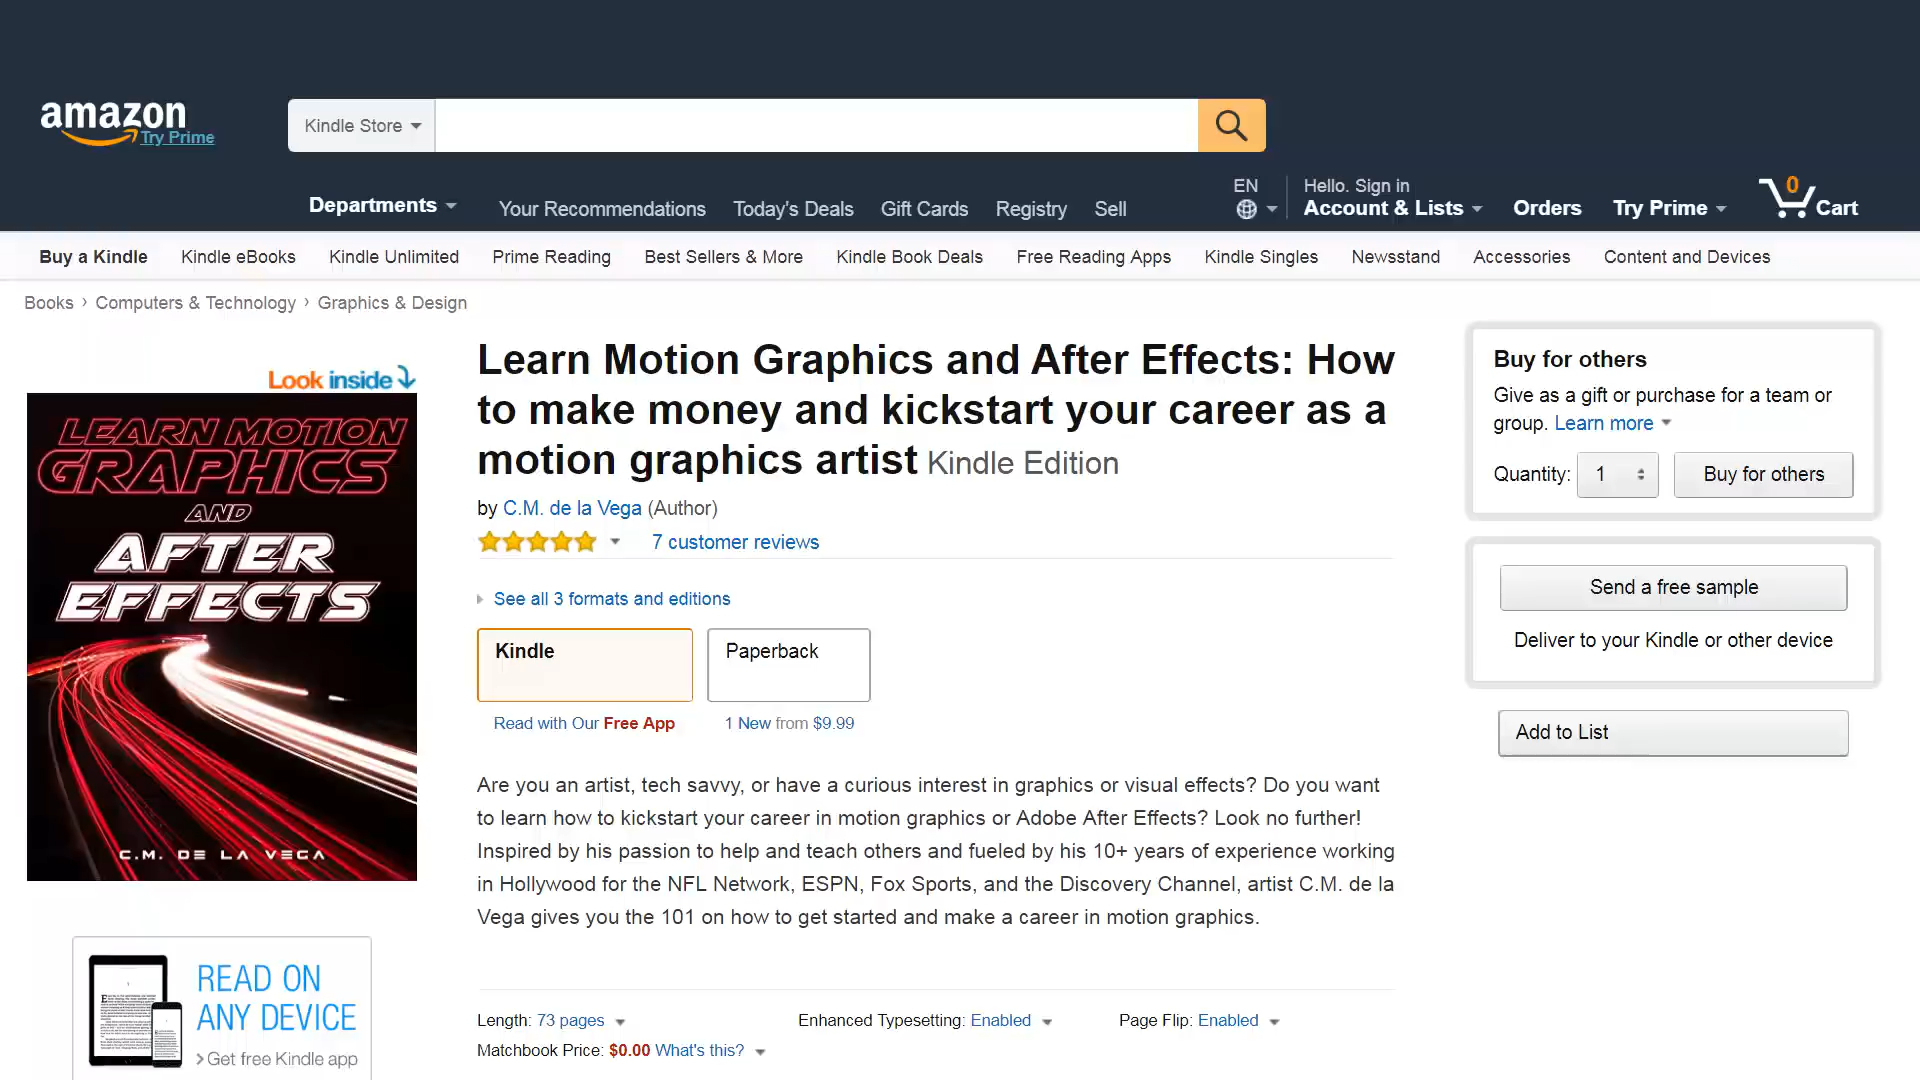 amazon
Try Prime
Kindle Store
Departments
Your Recommendations
Today's Deals
Gift Cards
Registry
Sell
EN
Hello. Sign in
Account & Lists
Orders
Try Prime
0
Cart
Buy a Kindle
Kindle eBooks
Kindle Unlimited
Prime Reading
Best Sellers & More
Kindle Book Deals
Free Reading Apps
Kindle Singles
Newsstand
Accessories
Content and Devices
Books › Computers & Technology › Graphics & Design
Look inside
LEARN MOTION
GRAPHICS
AND
AFTER
EFFECTS
C.M. DE LA VEGA
READ ON
ANY DEVICE
Get free Kindle app
Learn Motion Graphics and After Effects: How
to make money and kickstart your career as a
motion graphics artist Kindle Edition
by C.M. de la Vega (Author)
7 customer reviews
See all 3 formats and editions
Kindle
Paperback
Read with Our Free App
1 New from $9.99
Are you an artist, tech savvy, or have a curious interest in graphics or visual effects? Do you want
to learn how to kickstart your career in motion graphics or Adobe After Effects? Look no further!
Inspired by his passion to help and teach others and fueled by his 10+ years of experience working
in Hollywood for the NFL Network, ESPN, Fox Sports, and the Discovery Channel, artist C.M. de la
Vega gives you the 101 on how to get started and make a career in motion graphics.
Length: 73 pages
Enhanced Typesetting: Enabled
Page Flip: Enabled
Matchbook Price: $0.00 What's this?
Buy for others
Give as a gift or purchase for a team or
group. Learn more
Quantity: 1
Buy for others
Send a free sample
Deliver to your Kindle or other device
Add to List